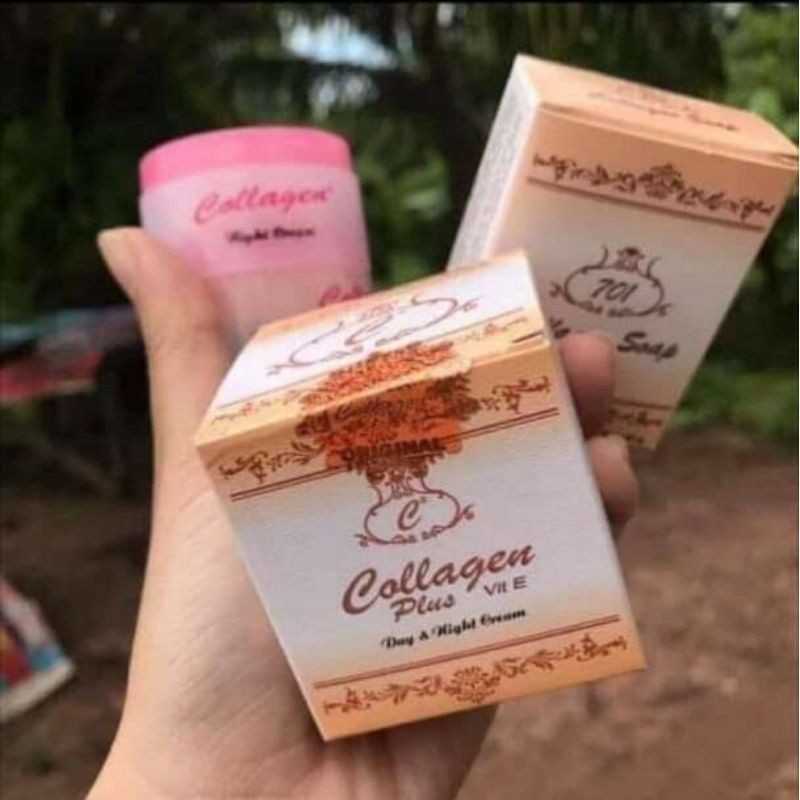 Collagen
Night Cream
701
Soap
C
ORIGINAL
C
Collagen
Plus Vit E
Day & Night Cream